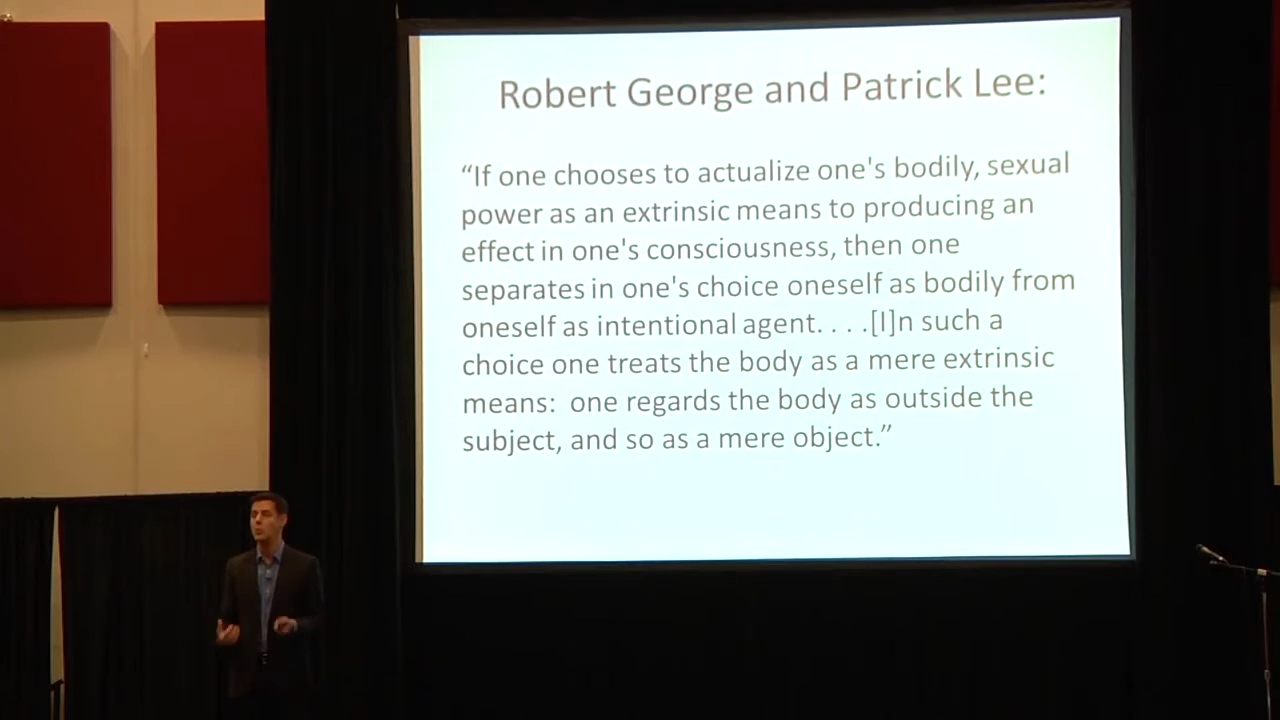 Robert George and Patrick Lee:
“If one chooses to actualize one's bodily, sexual
power as an extrinsic means to producing an
effect in one's consciousness, then one
separates in one's choice oneself as bodily from
oneself as intentional agent. . . .[I]n such a
choice one treats the body as a mere extrinsic
means:  one regards the body as outside the
subject, and so as a mere object.”